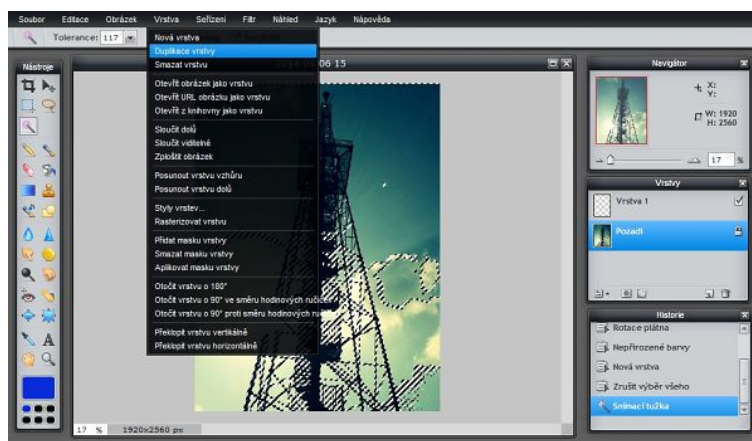 Soubor Editace Obrázek Vrstva Seřízení Filtr Náhled Jazyk Nápověda
Tolerance: 117
Nová vrstva
Duplikace vrstvy
Smazat vrstvu
Otevřít obrázek jako vrstvu
Otevřít URL obrázku jako vrstvu
Otevřít z knihovny jako vrstvu
Sloučit dolů
Sloučit viditelné
Zploštit obrázek
Posunout vrstvu vzhůru
Posunout vrstvu dolů
Styly vrstev...
Rasterizovat vrstvu
Přidat masku vrstvy
Smazat masku vrstvy
Aplikovat masku vrstvy
Otočit vrstvu o 180°
Otočit vrstvu o 90° ve směru hodinových ručiček
Otočit vrstvu o 90° proti směru hodinových ru
Překlopit vrstvu vertikálně
Překlopit vrstvu horizontálně
Nástroje
06 15
17 % 1920x2560 px
Navigátor
X:
Y:
W: 1920
H: 2560
17 %
Vrstvy
Vrstva 1
Pozadí
Historie
Rotace plátna
Nepřirozené barvy
Nová vrstva
Zrušit výběr všeho
Snímací tužka